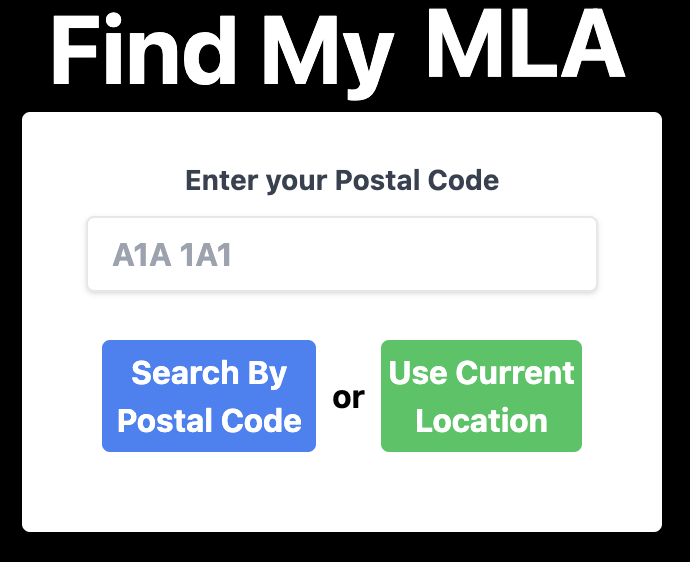 Find My MLA
Enter your Postal Code
A1A 1A1
Search By
Postal Code
or
Use Current
Location